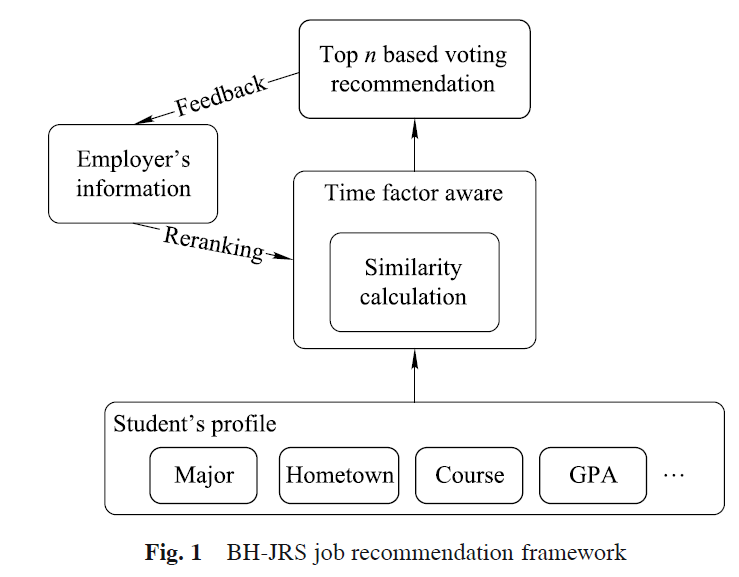 Top n based voting
recommendation
Feedback
Employer's
information
Time factor aware
Reranking
Similarity
calculation
Student's profile
Major
Hometown
Course
GPA
...
Fig. 1 BH-JRS job recommendation framework